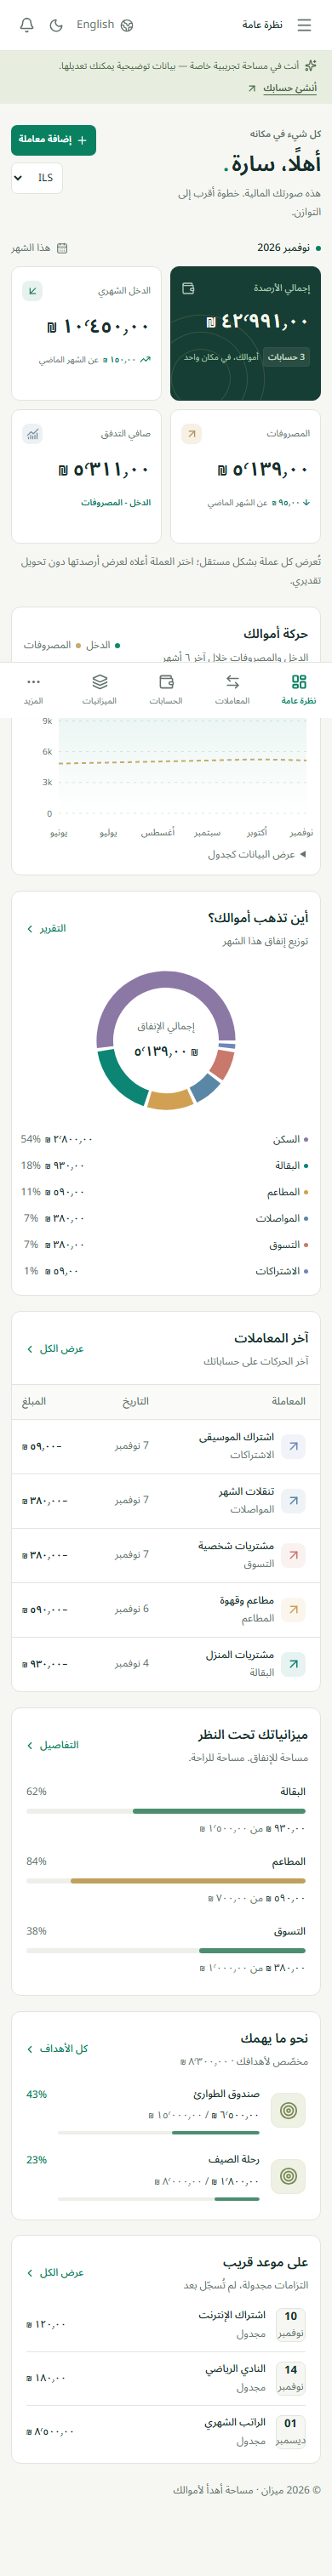 نظرة عامة
English
أنت في مساحة تجريبية خاصة — بيانات توضيحية يمكنك تعديلها.
أنشئ حسابك
كل شيء في مكانه
أهلًا، سارة.
هذه صورتك المالية. خطوة أقرب إلى
التوازن.
+ إضافة معاملة
ILS
نوفمبر 2026
هذا الشهر
إجمالي الأرصدة
٤٢٬٩٩١٫٠٠ ₪
3 حسابات أموالك، في مكان واحد
الدخل الشهري
١٠٬٤٥٠٫٠٠ ₪
١٥٠٫٠٠ ₪ عن الشهر الماضي
المصروفات
٥٬١٣٩٫٠٠ ₪
٩٥٫٠٠ ₪ عن الشهر الماضي
صافي التدفق
٥٬٣١١٫٠٠ ₪
الدخل - المصروفات
تُعرض كل عملة بشكل مستقل؛ اختر العملة أعلاه لعرض أرصدتها دون تحويل
تقديري.
حركة أموالك
الدخل والمصروفات خلال آخر ٦ أشهر
الدخل
المصروفات
نظرة عامة
المعاملات
الحسابات
الميزانيات
المزيد
9k
6k
3k
0
نوفمبر
أكتوبر
سبتمبر
أغسطس
يوليو
يونيو
عرض البيانات كجدول
أين تذهب أموالك؟
توزيع إنفاق هذا الشهر
التقرير
إجمالي الإنفاق
٥٬١٣٩٫٠٠ ₪
السكن ٢٬٨٠٠٫٠٠ ₪ 54%
البقالة ٩٣٠٫٠٠ ₪ 18%
المطاعم ٥٩٠٫٠٠ ₪ 11%
المواصلات ٣٨٠٫٠٠ ₪ 7%
التسوق ٣٨٠٫٠٠ ₪ 7%
الاشتراكات ٥٩٫٠٠ ₪ 1%
آخر المعاملات
آخر الحركات على حساباتك
عرض الكل
المعاملة التاريخ المبلغ
اشتراك الموسيقى
الاشتراكات
7 نوفمبر
−٥٩٫٠٠ ₪
تنقلات الشهر
المواصلات
7 نوفمبر
−٣٨٠٫٠٠ ₪
مشتريات شخصية
التسوق
7 نوفمبر
−٣٨٠٫٠٠ ₪
مطاعم وقهوة
المطاعم
6 نوفمبر
−٥٩٠٫٠٠ ₪
مشتريات المنزل
البقالة
4 نوفمبر
−٩٣٠٫٠٠ ₪
ميزانياتك تحت النظر
مساحة للإنفاق. مساحة للراحة.
التفاصيل
البقالة 62%
٩٣٠٫٠٠ ₪ من ١٬٥٠٠٫٠٠ ₪
المطاعم 84%
٥٩٠٫٠٠ ₪ من ٧٠٠٫٠٠ ₪
التسوق 38%
٣٨٠٫٠٠ ₪ من ١٬٠٠٠٫٠٠ ₪
نحو ما يهمك
مخصّص لأهدافك · ٨٬٣٠٠٫٠٠ ₪
كل الأهداف
صندوق الطوارئ 43%
٦٬٥٠٠٫٠٠ ₪ / ١٥٬٠٠٠٫٠٠ ₪
رحلة الصيف 23%
١٬٨٠٠٫٠٠ ₪ / ٨٬٠٠٠٫٠٠ ₪
على موعد قريب
التزامات مجدولة، لم تُسجّل بعد
عرض الكل
10 نوفمبر
اشتراك الإنترنت
مجدول
١٢٠٫٠٠ ₪
14 نوفمبر
النادي الرياضي
مجدول
١٨٠٫٠٠ ₪
01 ديسمبر
الراتب الشهري
مجدول
٨٬٥٠٠٫٠٠ ₪
© 2026 ميزان · مساحة أهدأ لأموالك